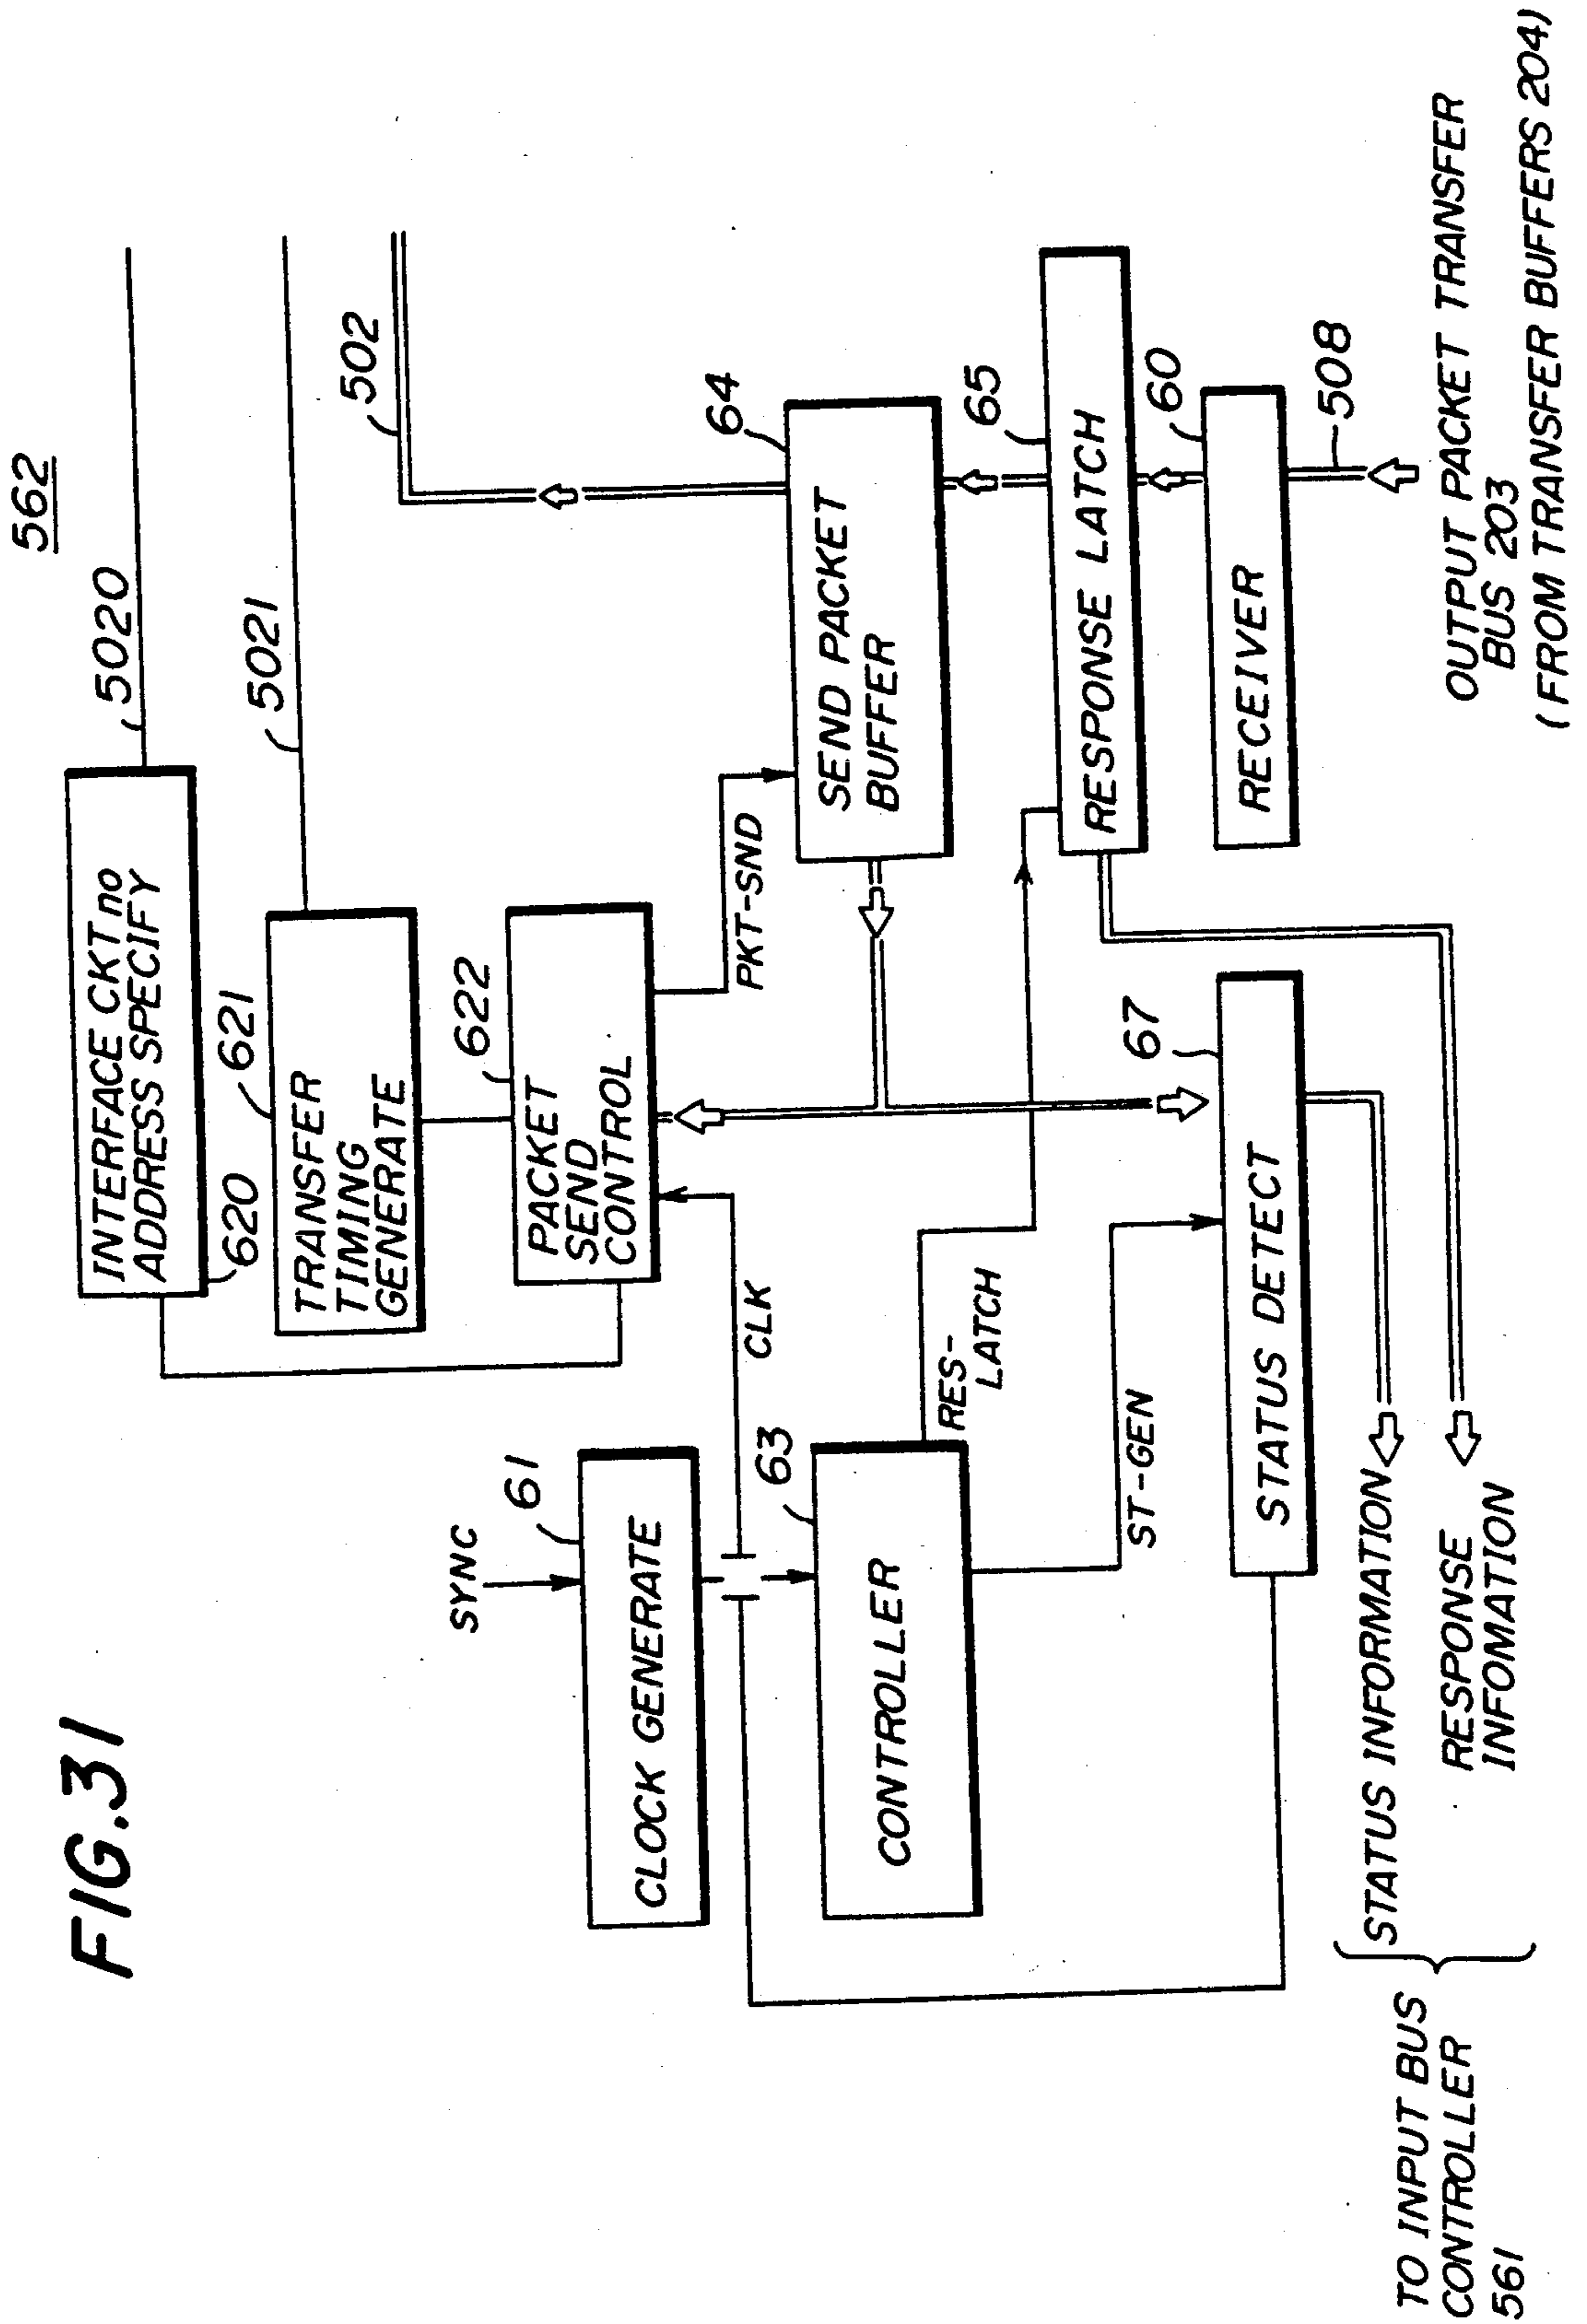 FIG.31
562
INTERFACE CKT no
ADDRESS SPECIFY
620
5020
TRANSFER
TIMING
GENERATE
621
5021
PACKET
SEND
CONTROL
622
502
SYNC
61
CLOCK GENERATE
CLK
PKT-SND
64
SEND PACKET
BUFFER
63
CONTROLLER
RES-
LATCH
ST-GEN
65
RESPONSE LATCH
60
RECEIVER
67
STATUS DETECT
508
STATUS INFORMATION
RESPONSE
INFOMATION
TO INPUT BUS
CONTROLLER
561
OUTPUT PACKET TRANSFER
BUS 203
(FROM TRANSFER BUFFERS 204)